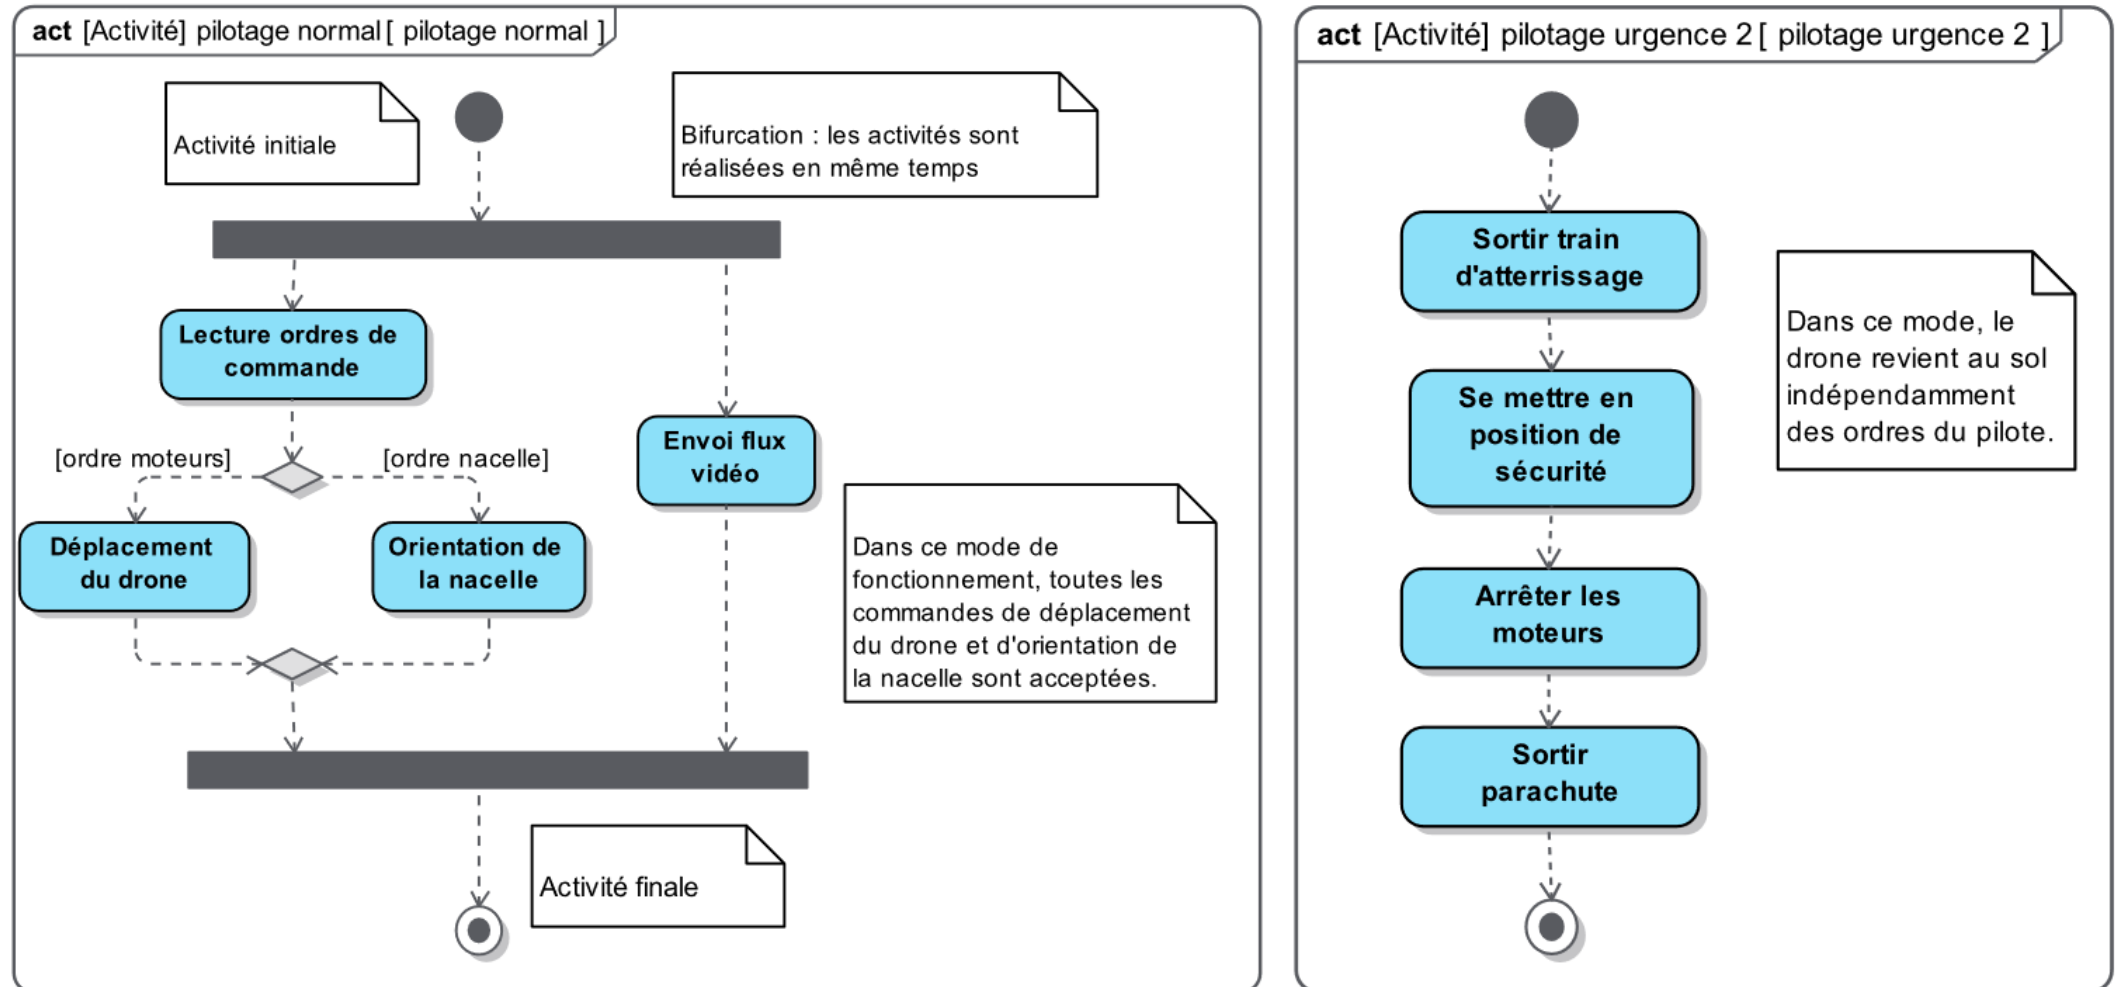 act [Activité] pilotage normal [ pilotage normal ]
Activité initiale
Bifurcation : les activités sont
réalisées en même temps
Lecture ordres de
commande
[ordre moteurs]
[ordre nacelle]
Envoi flux
vidéo
Déplacement
du drone
Orientation de
la nacelle
Dans ce mode de
fonctionnement, toutes les
commandes de déplacement
du drone et d'orientation de
la nacelle sont acceptées.
Activité finale
act [Activité] pilotage urgence 2 [ pilotage urgence 2 ]
Sortir train
d'atterrissage
Dans ce mode, le
drone revient au sol
indépendamment
des ordres du pilote.
Se mettre en
position de
sécurité
Arrêter les
moteurs
Sortir
parachute